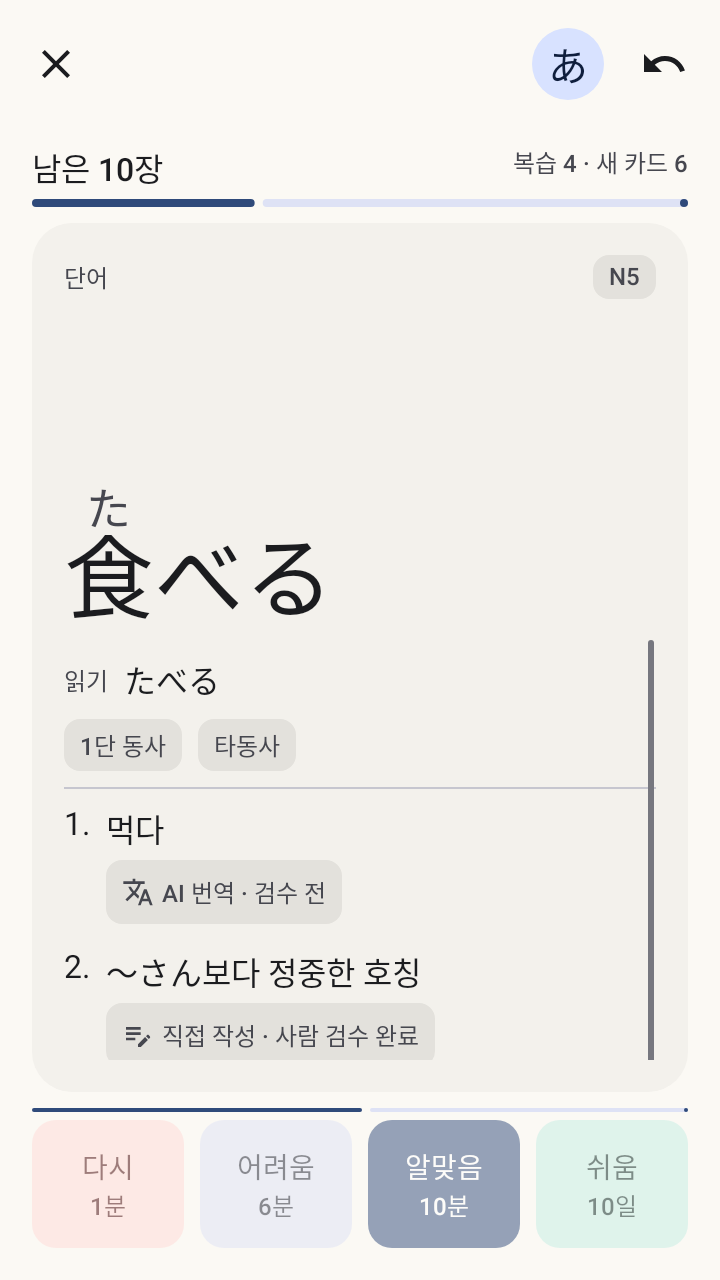 あ
남은 10장
복습 4 · 새 카드 6
단어
N5
た
食べる
읽기 たべる
1단 동사 타동사
1. 먹다
AI 번역 · 검수 전
2. ～さん보다 정중한 호칭
직접 작성 · 사람 검수 완료
다시 어려움 알맞음 쉬움
1분 6분 10분 10일